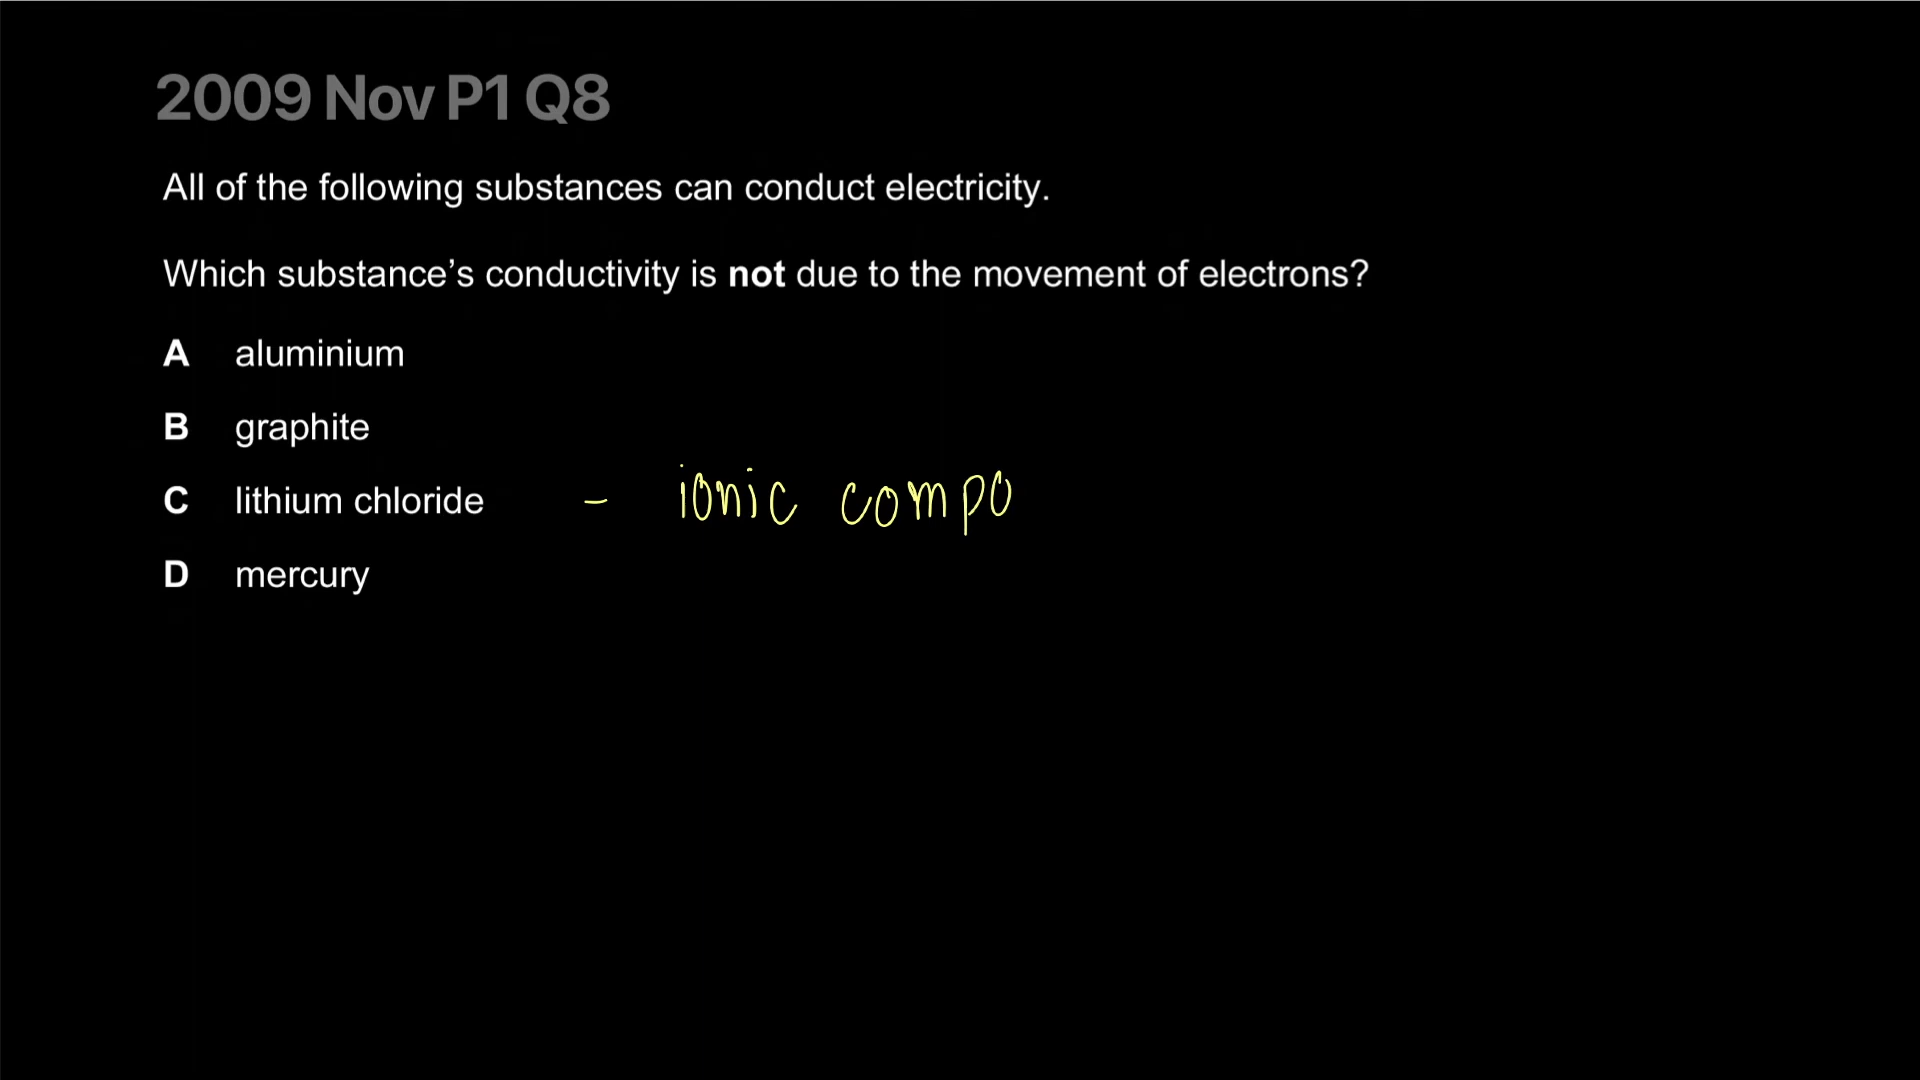 2009 Nov P1 Q8
All of the following substances can conduct electricity.
Which substance’s conductivity is not due to the movement of electrons?
A aluminium
B graphite
C lithium chloride - ionic compo
D mercury